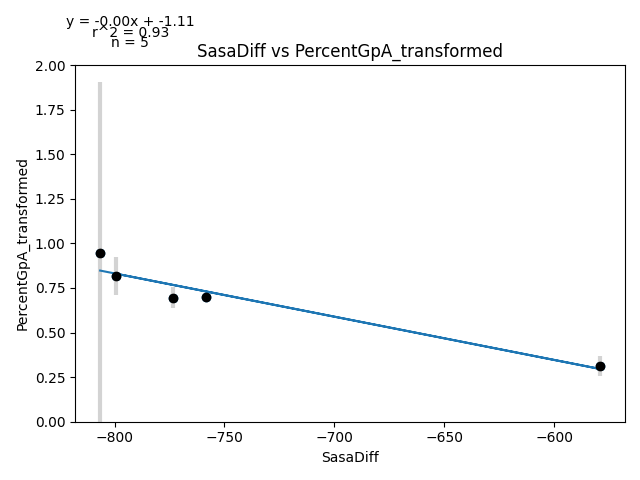 y = -0.00x + -1.11
r^2 = 0.93
n = 5
SasaDiff vs PercentGpA_transformed
2.00
1.75
1.50
1.25
1.00
0.75
0.50
0.25
0.00
PercentGpA_transformed
−800 −750 −700 −650 −600
SasaDiff